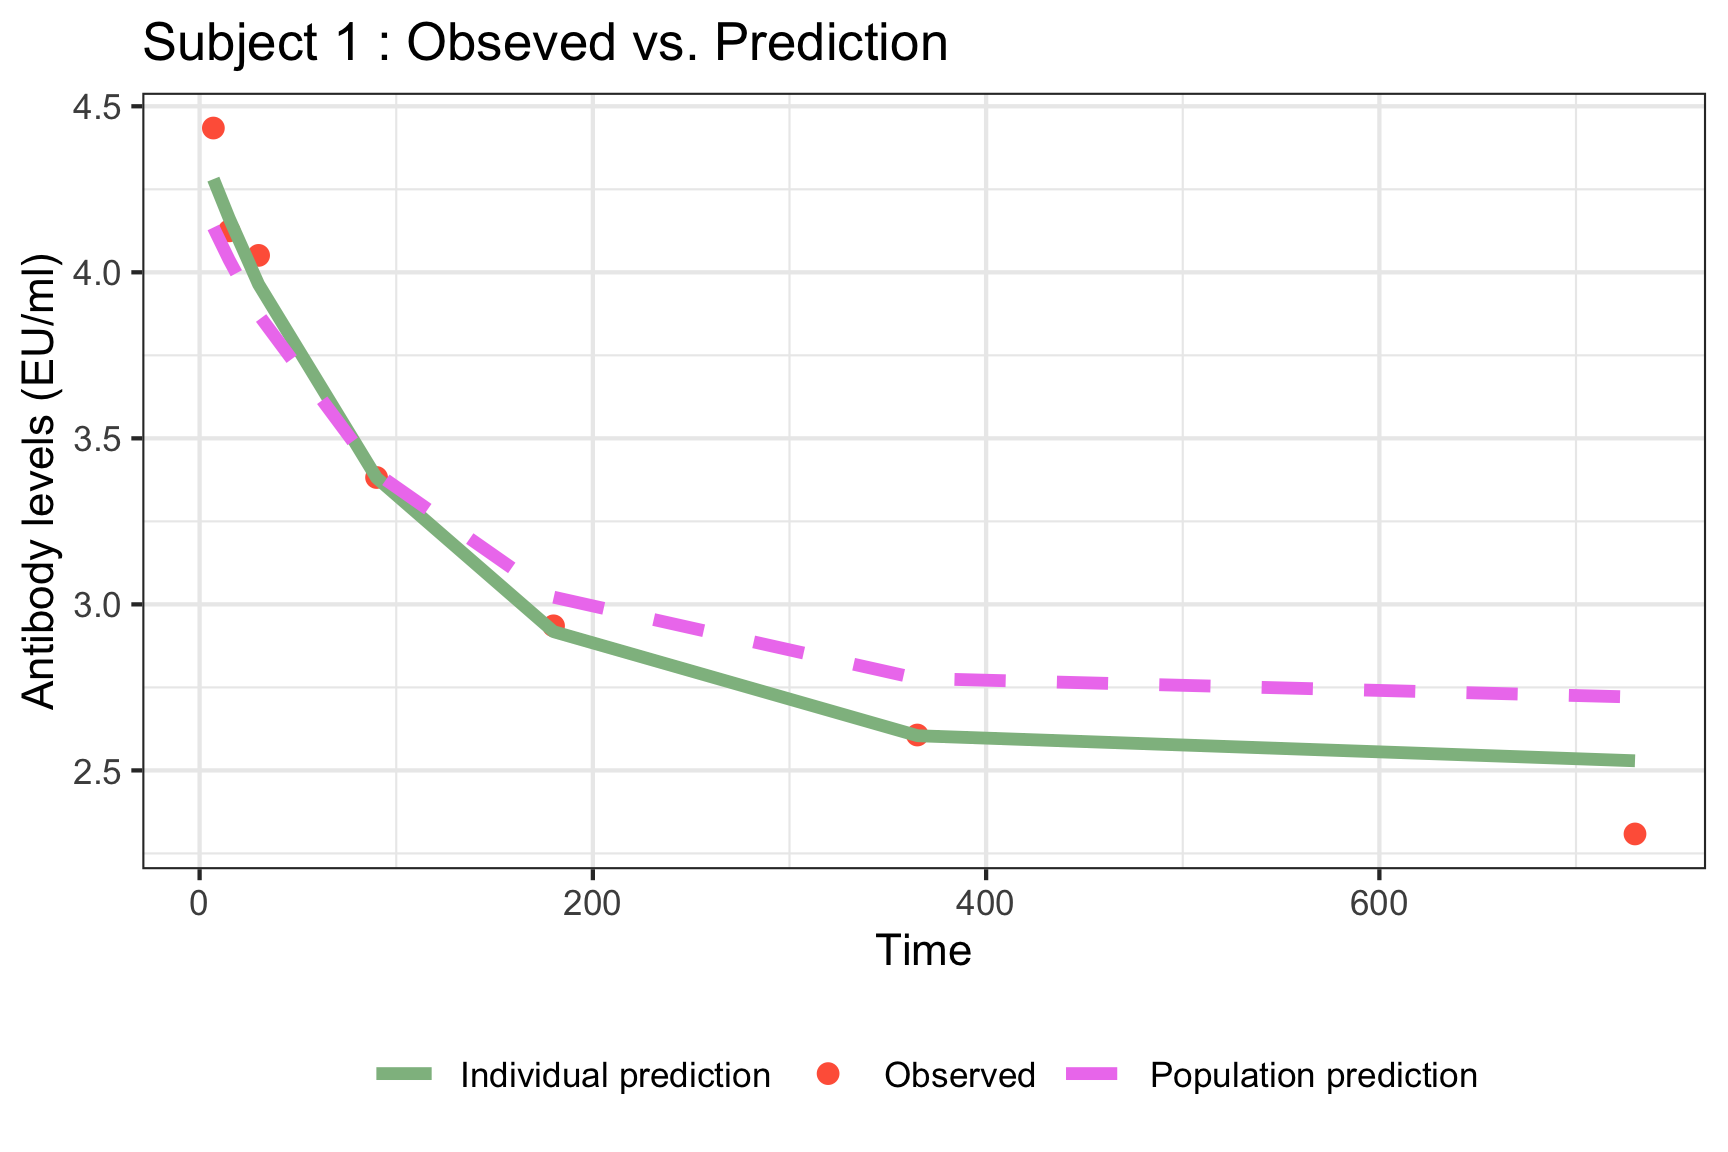 Subject 1 : Obseved vs. Prediction
Antibody levels (EU/ml)
4.5
4.0
3.5
3.0
2.5
0 200 400 600
Time
Individual prediction Observed Population prediction